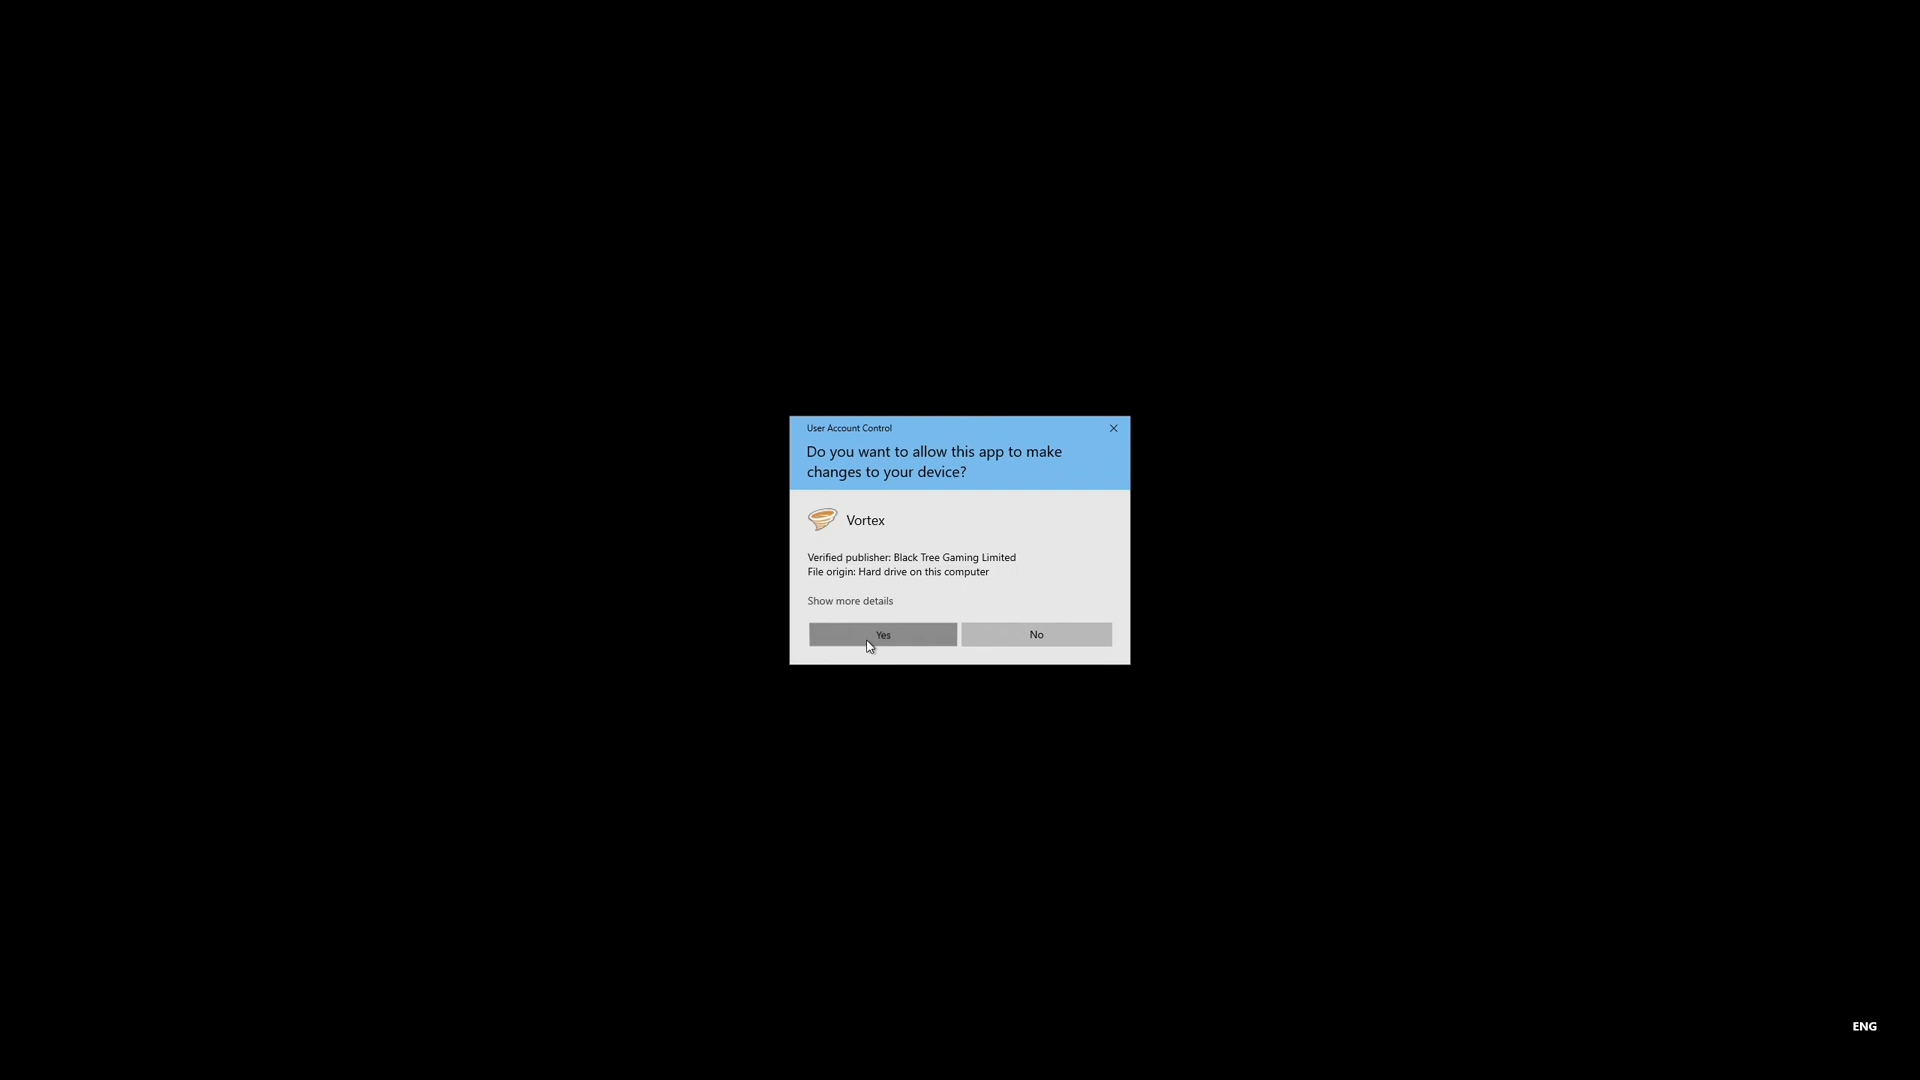 User Account Control
Do you want to allow this app to make
changes to your device?
Vortex
Verified publisher: Black Tree Gaming Limited
File origin: Hard drive on this computer
Show more details
Yes
No
ENG